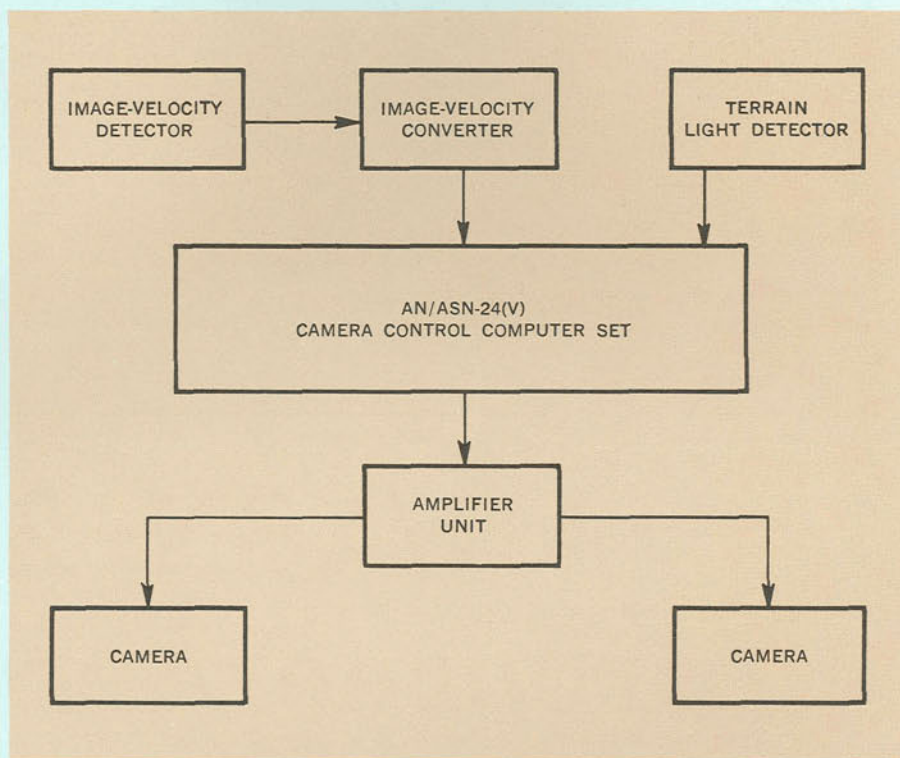 IMAGE-VELOCITY
DETECTOR
IMAGE-VELOCITY
CONVERTER
TERRAIN
LIGHT DETECTOR
AN/ASN-24(V)
CAMERA CONTROL COMPUTER SET
AMPLIFIER
UNIT
CAMERA
CAMERA